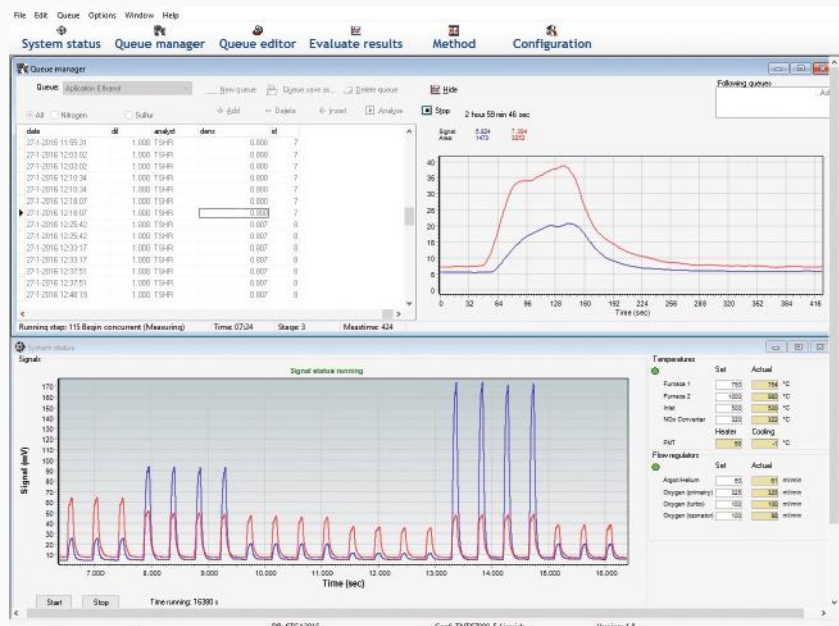 File Edit Queue Options Window Help
System status Queue manager Queue editor Evaluate results Method Configuration
Queue manager
Queue: Aplication Ethanol New queue Queue save as... Delete queue Hide Following queues
All Nitrogen Sulfur Add Delete Insert Analyse Stop 2 hour 59 min 46 sec
date dil analyst dens id
Signal: 5.824 7.384
Area: 1473 3253
27-1-2016 11:55:31 1.000 TSHR 0.800 7
27-1-2016 12:03:02 1.000 TSHR 0.800 7
27-1-2016 12:03:02 1.000 TSHR 0.800 7
27-1-2016 12:10:34 1.000 TSHR 0.800 7
27-1-2016 12:10:34 1.000 TSHR 0.800 7
27-1-2016 12:18:07 1.000 TSHR 0.800 7
27-1-2016 12:18:07 1.000 TSHR 0.800 7
27-1-2016 12:25:42 1.000 TSHR 0.807 8
27-1-2016 12:25:42 1.000 TSHR 0.807 8
27-1-2016 12:33:17 1.000 TSHR 0.807 8
27-1-2016 12:33:17 1.000 TSHR 0.807 8
27-1-2016 12:37:51 1.000 TSHR 0.807 8
27-1-2016 12:37:51 1.000 TSHR 0.807 8
27-1-2016 12:48:19 1.000 TSHR 0.807 8
40
35
30
25
20
15
10
5
0
0 32 64 96 128 160 192 224 256 288 320 352 384 416
Time (sec)
Running step: 115 Begin concurrent (Measuring) Time: 07:24 Stage: 3 Meastime: 424
System status
Signals
Signal status running
Signal (mV)
170
160
150
140
130
120
110
100
90
80
70
60
50
40
30
20
10
7.000 8.000 9.000 10.000 11.000 12.000 13.000 14.000 15.000 16.000
Time (sec)
Start Stop Time running: 16380 s
Temperatures
Set Actual
Furnace 1 750 754 °C
Furnace 2 1000 °C
Inlet 500 500 °C
NOx Converter °C
Heater Cooling
PMT -1 °C
Flow regulators
Set Actual
Argon/Helium ml/min
Oxygen (primairy) 325 325 ml/min
Oxygen (turbo) 100 100 ml/min
Oxygen (ozonator) 100 ml/min